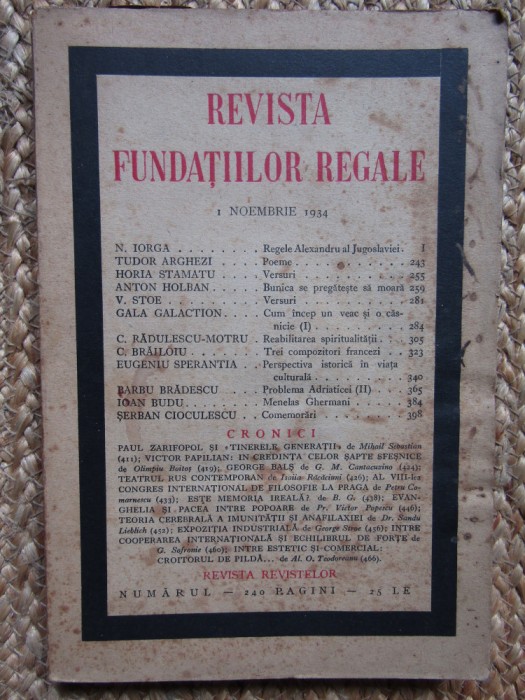 REVISTA
FUNDAȚIILOR REGALE
1 NOEMBRIE 1934
N. IORGA . . . . . . . . Regele Alexandru al Jugoslaviei . I
TUDOR ARGHEZI . . . . Poeme . . . . . . . . . . . 243
HORIA STAMATU . . . . Versuri . . . . . . . . . . . 255
ANTON HOLBAN . . . . Bunica se pregătește să moară 259
V. STOE . . . . . . . . Versuri . . . . . . . . . . . 281
GALA GALACTION . . . . Cum încep un veac și o căs-
nicie (I) . . . . . . . . . . 284
C. RĂDULESCU-MOTRU . Reabilitarea spiritualității . . 305
C. BRĂILOIU . . . . . . Trei compozitori francezi . . 323
EUGENIU SPERANTIA . . Perspectiva istorică în viața
culturală . . . . . . . . . . 340
BARBU BRĂDESCU . . . . Problema Adriaticei (II) . . . 365
IOAN BUDU . . . . . . . Menelas Ghermani . . . . . 384
ȘERBAN CIOCULESCU . . Comemorări . . . . . . . . . 398
CRONICI
PAUL ZARIFOPOL ȘI «TINERELE GENERAȚII» de Mihail Sebastian
(411); VICTOR PAPILIAN: IN CREDINȚA CELOR ȘAPTE SFEȘNICE
de Olimpiu Boitoș (419); GEORGE BALȘ de G. M. Cantacuzino (424);
TEATRUL RUS CONTEMPORAN de Isaiia Răcăciuni (426); AL VIII-lea
CONGRES INTERNAȚIONAL DE FILOSOFIE LA PRAGA de Petru Co-
marnescu (433); ESTE MEMORIA IREALĂ? de B. G. (438); EVAN-
GHELIA ȘI PACEA INTRE POPOARE de Pr. Victor Popescu (446);
TEORIA CEREBRALĂ A IMUNITĂȚII ȘI ANAFILAXIEI de Dr. Sandu
Lieblich (452); EXPOZIȚIA INDUSTRIALĂ de George Stroe (456); INTRE
COOPERAREA INTERNAȚIONALĂ ȘI ECHILIBRUL DE FORȚE de
G. Sofronie (460); INTRE ESTETIC ȘI COMERCIAL:
CROITORUL DE PILDĂ... de Al. O. Teodoreanu (466).
REVISTA REVISTELOR
NUMĂRUL — 240 PAGINI — 25 LE